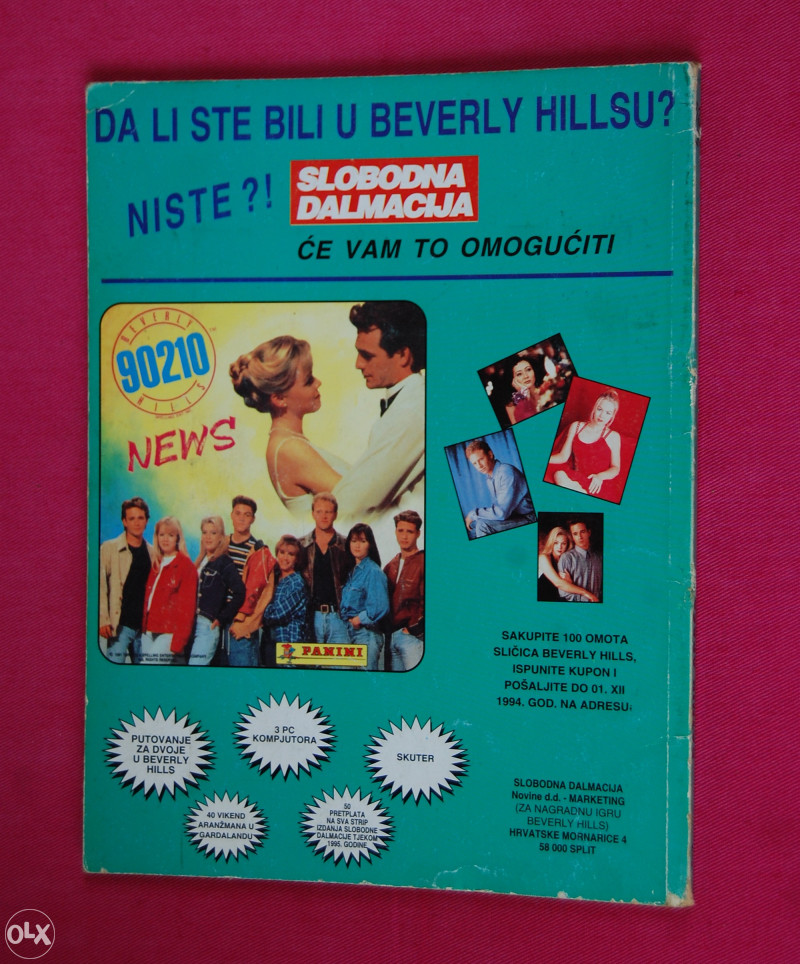 DA LI STE BILI U BEVERLY HILLSU?
NISTE?!
SLOBODNA
DALMACIJA
ĆE VAM TO OMOGUĆITI
BEVERLY
90210
HILLS
NEWS
PANINI
SAKUPITE 100 OMOTA
SLIČICA BEVERLY HILLS,
ISPUNITE KUPON I
POŠALJITE DO 01. XII
1994. GOD. NA ADRESU:
PUTOVANJE
ZA DVOJE
U BEVERLY
HILLS
3 PC
KOMPJUTORA
SKUTER
40 VIKEND
ARANŽMANA U
GARDALANDU
50
PRETPLATA
NA SVA STRIP
IZDANJA SLOBODNE
DALMACIJE TJEKOM
1995. GODINE
SLOBODNA DALMACIJA
Novine d.d. - MARKETING
(ZA NAGRADNU IGRU
BEVERLY HILLS)
HRVATSKE MORNARICE 4
58 000 SPLIT
OLX